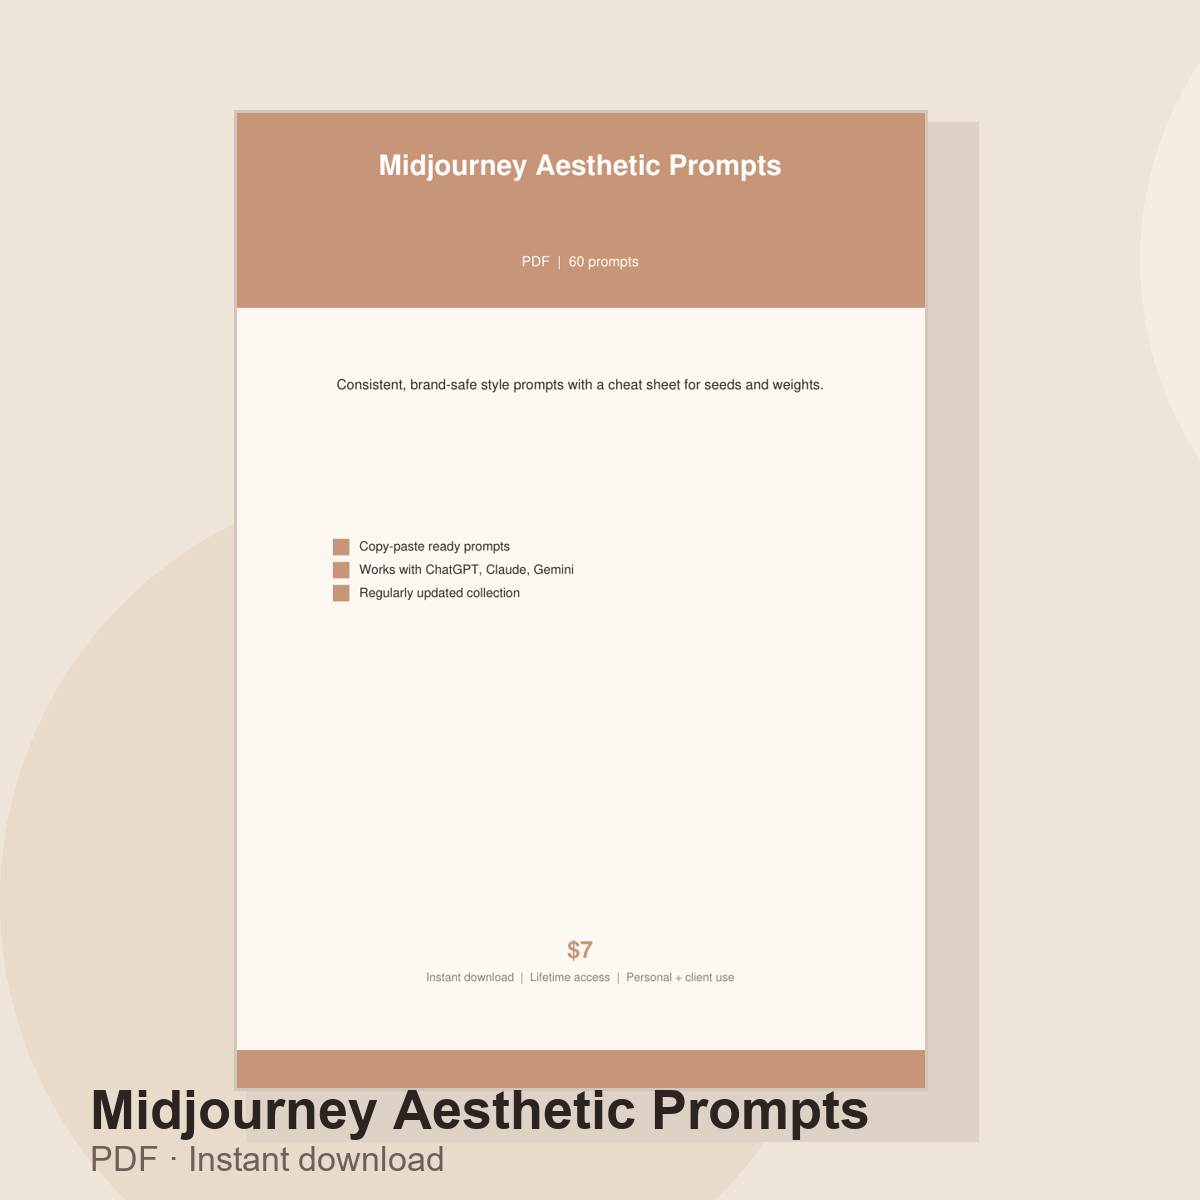 Midjourney Aesthetic Prompts
PDF | 60 prompts
Consistent, brand-safe style prompts with a cheat sheet for seeds and weights.
Copy-paste ready prompts
Works with ChatGPT, Claude, Gemini
Regularly updated collection
$7
Instant download | Lifetime access | Personal + client use
Midjourney Aesthetic Prompts
PDF · Instant download